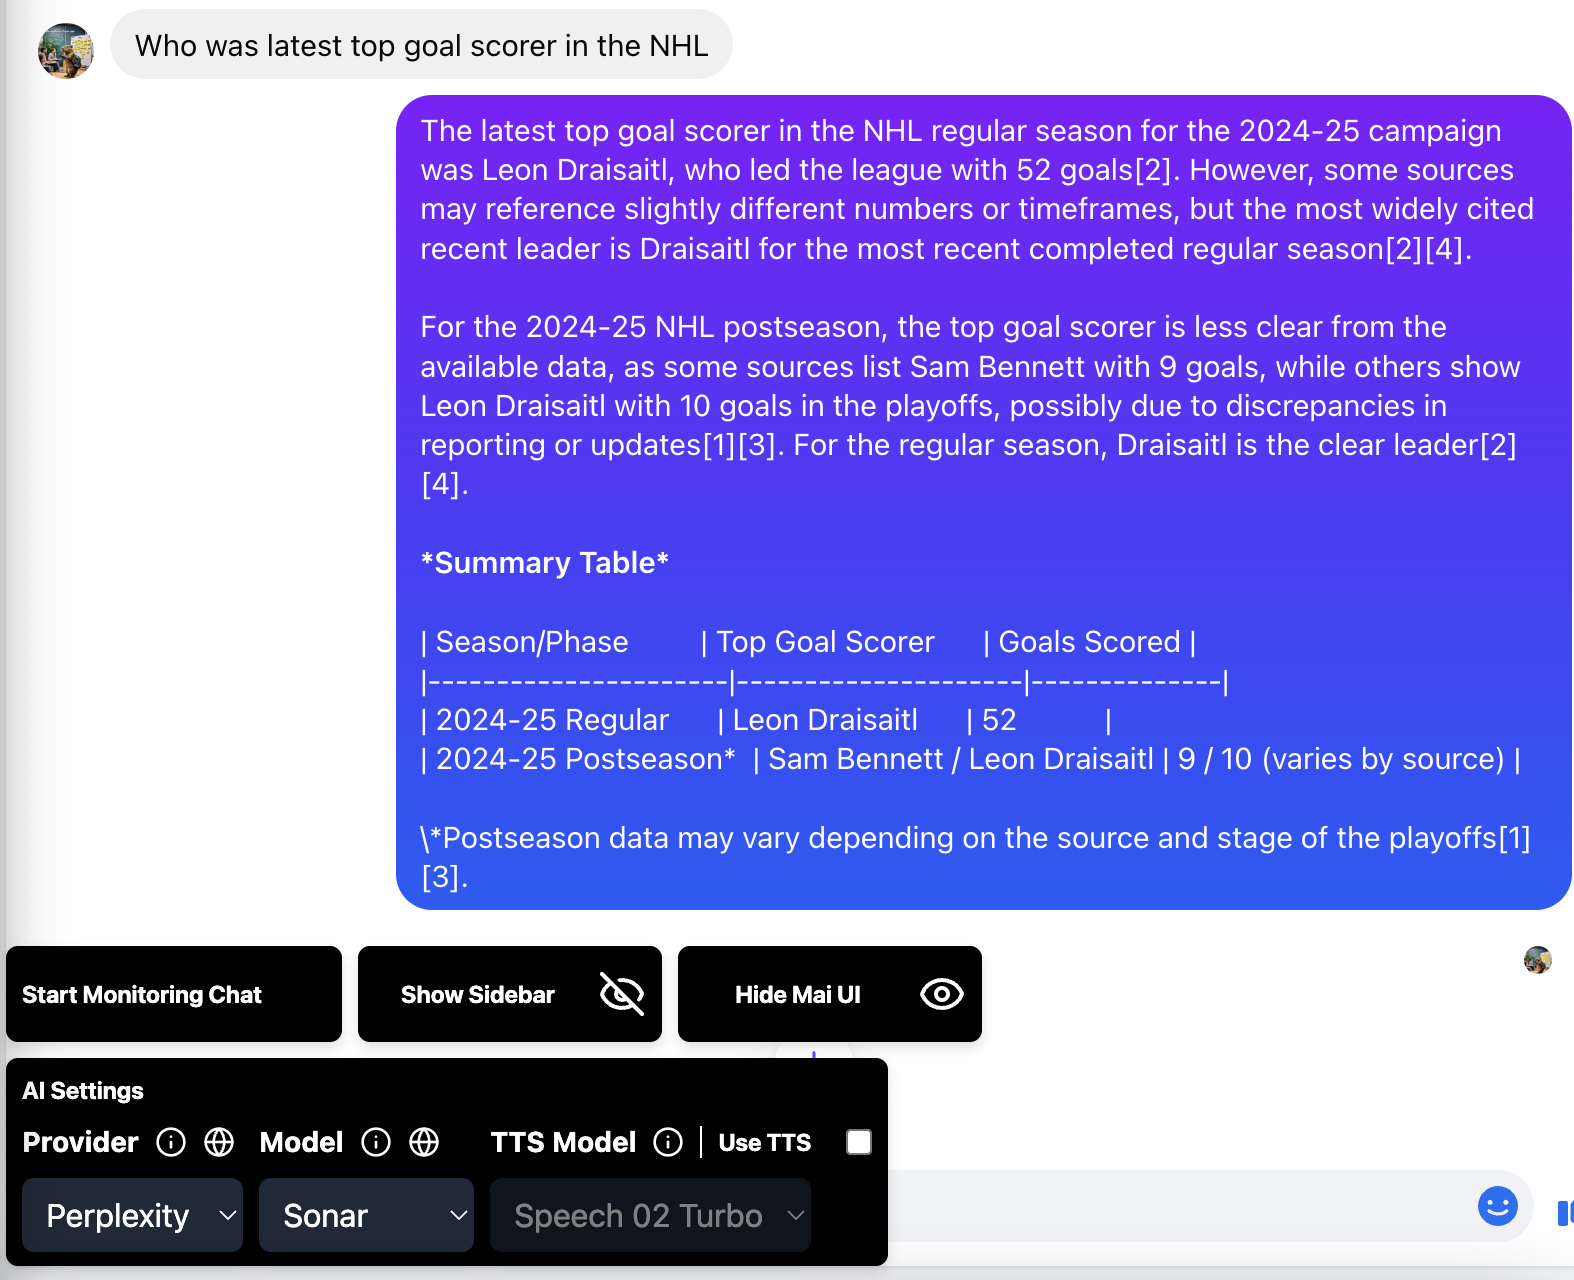 Who was latest top goal scorer in the NHL
The latest top goal scorer in the NHL regular season for the 2024-25 campaign
was Leon Draisaitl, who led the league with 52 goals[2]. However, some sources
may reference slightly different numbers or timeframes, but the most widely cited
recent leader is Draisaitl for the most recent completed regular season[2][4].
For the 2024-25 NHL postseason, the top goal scorer is less clear from the
available data, as some sources list Sam Bennett with 9 goals, while others show
Leon Draisaitl with 10 goals in the playoffs, possibly due to discrepancies in
reporting or updates[1][3]. For the regular season, Draisaitl is the clear leader[2]
[4].
*Summary Table*
| Season/Phase | Top Goal Scorer | Goals Scored |
|----------------------|---------------------|--------------|
| 2024-25 Regular | Leon Draisaitl | 52 |
| 2024-25 Postseason* | Sam Bennett / Leon Draisaitl | 9 / 10 (varies by source) |
\*Postseason data may vary depending on the source and stage of the playoffs[1]
[3].
Start Monitoring Chat
Show Sidebar
Hide Mai UI
AI Settings
Provider Model TTS Model | Use TTS
Perplexity Sonar Speech 02 Turbo